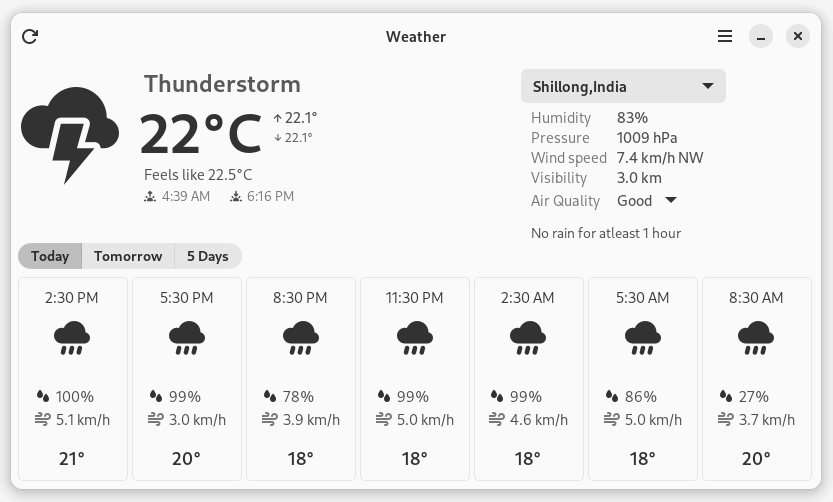 Weather
Thunderstorm
22°C
↑ 22.1°
↓ 22.1°
Feels like 22.5°C
4:39 AM 6:16 PM
Shillong,India
Humidity 83%
Pressure 1009 hPa
Wind speed 7.4 km/h NW
Visibility 3.0 km
Air Quality Good
No rain for atleast 1 hour
Today Tomorrow 5 Days
2:30 PM 5:30 PM 8:30 PM 11:30 PM 2:30 AM 5:30 AM 8:30 AM
100% 99% 78% 99% 99% 86% 27%
5.1 km/h 3.0 km/h 3.9 km/h 5.0 km/h 4.6 km/h 5.0 km/h 3.7 km/h
21° 20° 18° 18° 18° 18° 20°